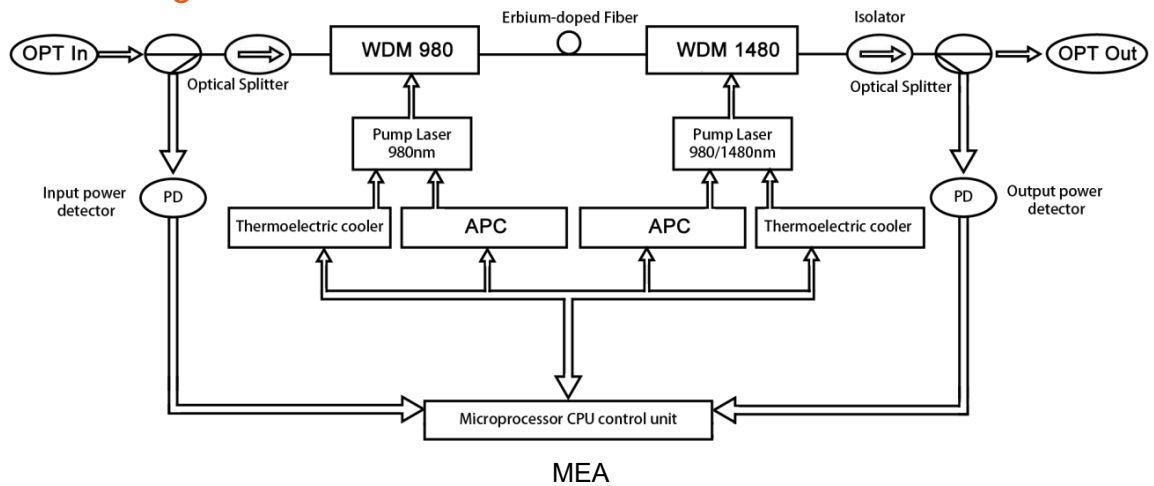 Erbium-doped Fiber
Isolator
OPT In
WDM 980
WDM 1480
OPT Out
Optical Splitter
Optical Splitter
Pump Laser
980nm
Pump Laser
980/1480nm
Input power
detector
PD
PD
Output power
detector
Thermoelectric cooler
APC
APC
Thermoelectric cooler
Microprocessor CPU control unit
MEA